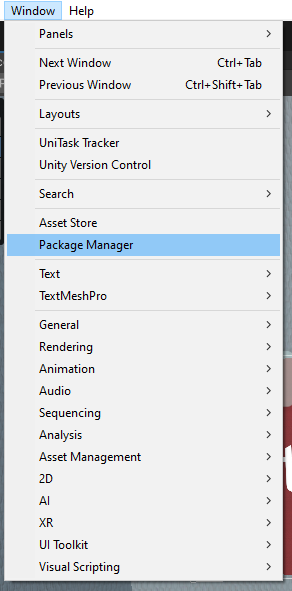 Window Help
Panels
Next Window Ctrl+Tab
Previous Window Ctrl+Shift+Tab
Layouts
UniTask Tracker
Unity Version Control
Search
Asset Store
Package Manager
Text
TextMeshPro
General
Rendering
Animation
Audio
Sequencing
Analysis
Asset Management
2D
AI
XR
UI Toolkit
Visual Scripting